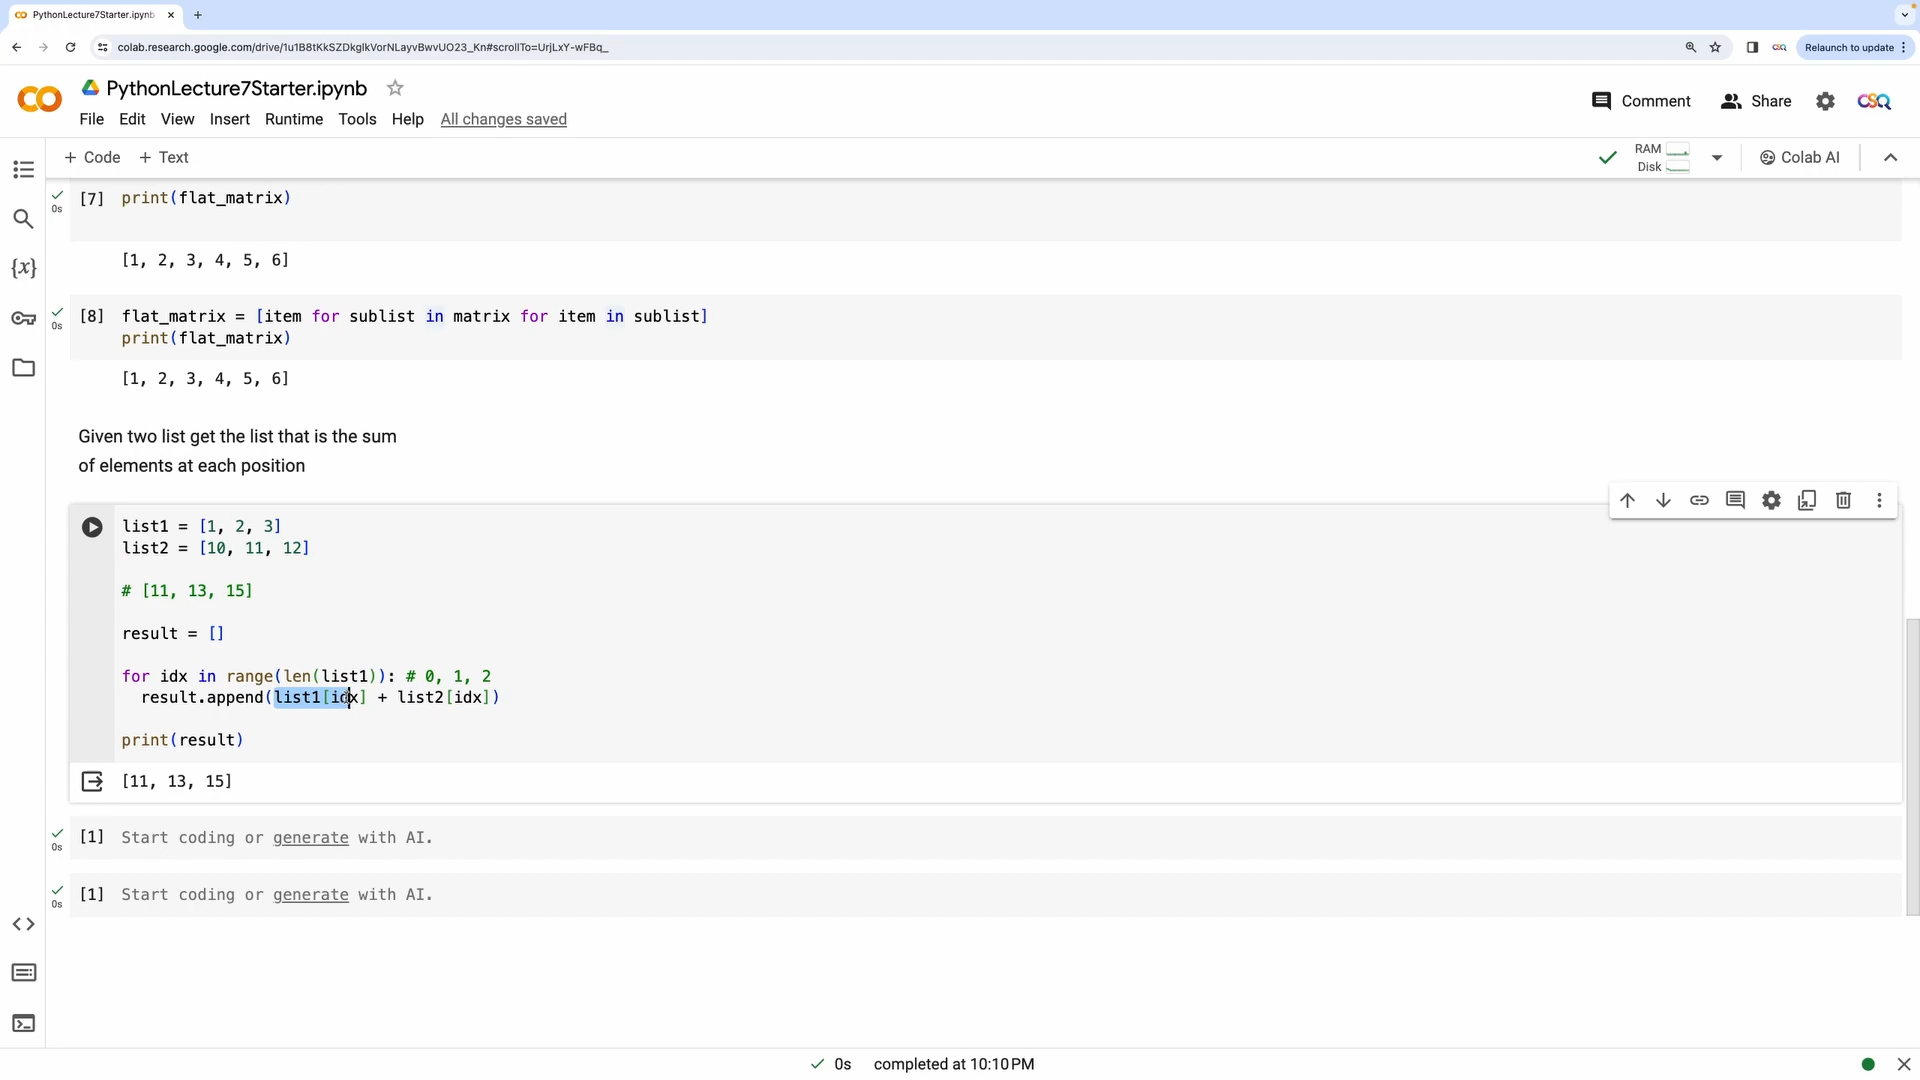 PythonLecture7Starter.ipynb
colab.research.google.com/drive/1u1B8tKkSZDkglkVorNLayvBwvUO23_Kn#scrollTo=UrjLxY-wFBq_
CSQ
Relaunch to update
PythonLecture7Starter.ipynb
File Edit View Insert Runtime Tools Help All changes saved
Comment Share CSQ
+ Code + Text
RAM
Disk
Colab AI
[7] print(flat_matrix)
0s
[1, 2, 3, 4, 5, 6]
[8] flat_matrix = [item for sublist in matrix for item in sublist]
0s
print(flat_matrix)
[1, 2, 3, 4, 5, 6]
Given two list get the list that is the sum
of elements at each position
list1 = [1, 2, 3]
list2 = [10, 11, 12]
# [11, 13, 15]
result = []
for idx in range(len(list1)): # 0, 1, 2
result.append(list1[idx] + list2[idx])
print(result)
[11, 13, 15]
[1] Start coding or generate with AI.
0s
[1] Start coding or generate with AI.
0s
0s completed at 10:10 PM